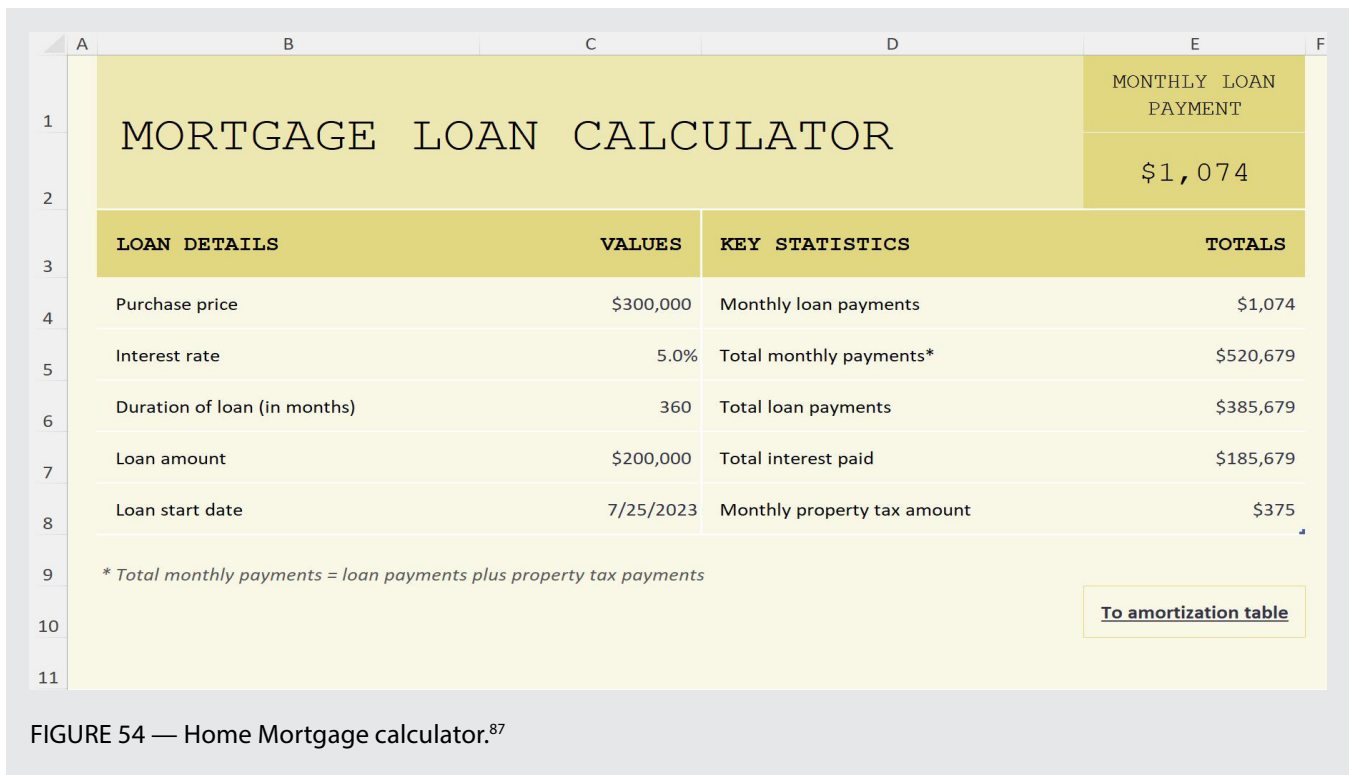 A B C D E F
1 MORTGAGE LOAN CALCULATOR MONTHLY LOAN
PAYMENT
2 $1,074
3 LOAN DETAILS VALUES KEY STATISTICS TOTALS
4 Purchase price $300,000 Monthly loan payments $1,074
5 Interest rate 5.0% Total monthly payments* $520,679
6 Duration of loan (in months) 360 Total loan payments $385,679
7 Loan amount $200,000 Total interest paid $185,679
8 Loan start date 7/25/2023 Monthly property tax amount $375
9 * Total monthly payments = loan payments plus property tax payments
10 To amortization table
11
FIGURE 54 — Home Mortgage calculator.87